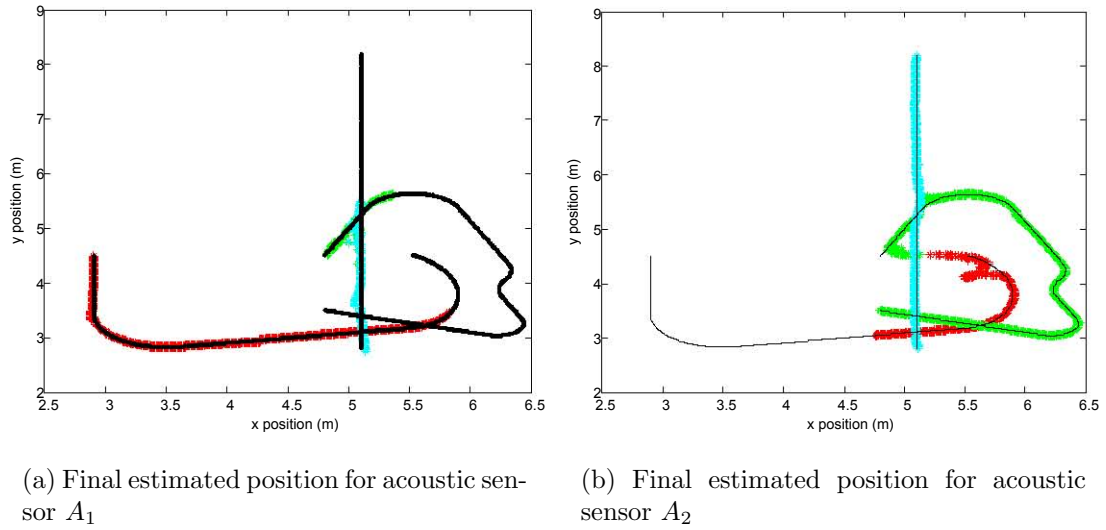 9
8
7
6
5
4
3
2
2.5 3 3.5 4 4.5 5 5.5 6 6.5
y position (m)
x position (m)
(a) Final estimated position for acoustic sen-
sor A₁
9
8
7
6
5
4
3
2
2.5 3 3.5 4 4.5 5 5.5 6 6.5
y position (m)
x position (m)
(b) Final estimated position for acoustic
sensor A₂